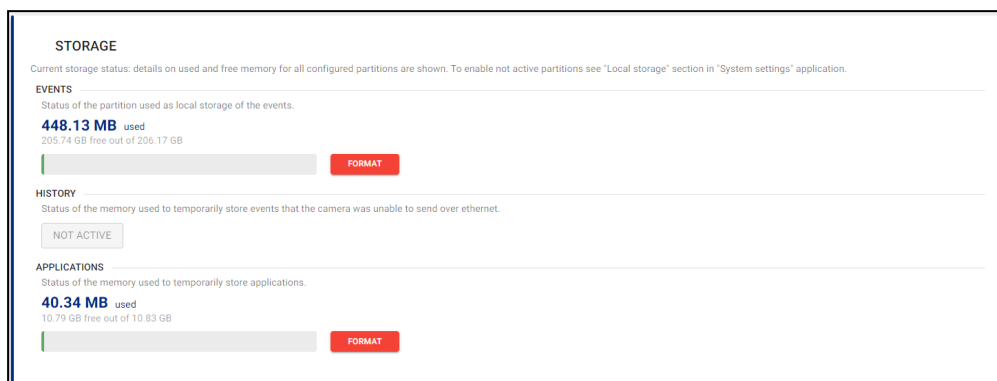 STORAGE
Current storage status: details on used and free memory for all configured partitions are shown. To enable not active partitions see "Local storage" section in "System settings" application.
EVENTS
Status of the partition used as local storage of the events.
448.13 MB used
205.74 GB free out of 206.17 GB
FORMAT
HISTORY
Status of the memory used to temporarily store events that the camera was unable to send over ethernet.
NOT ACTIVE
APPLICATIONS
Status of the memory used to temporarily store applications.
40.34 MB used
10.79 GB free out of 10.83 GB
FORMAT